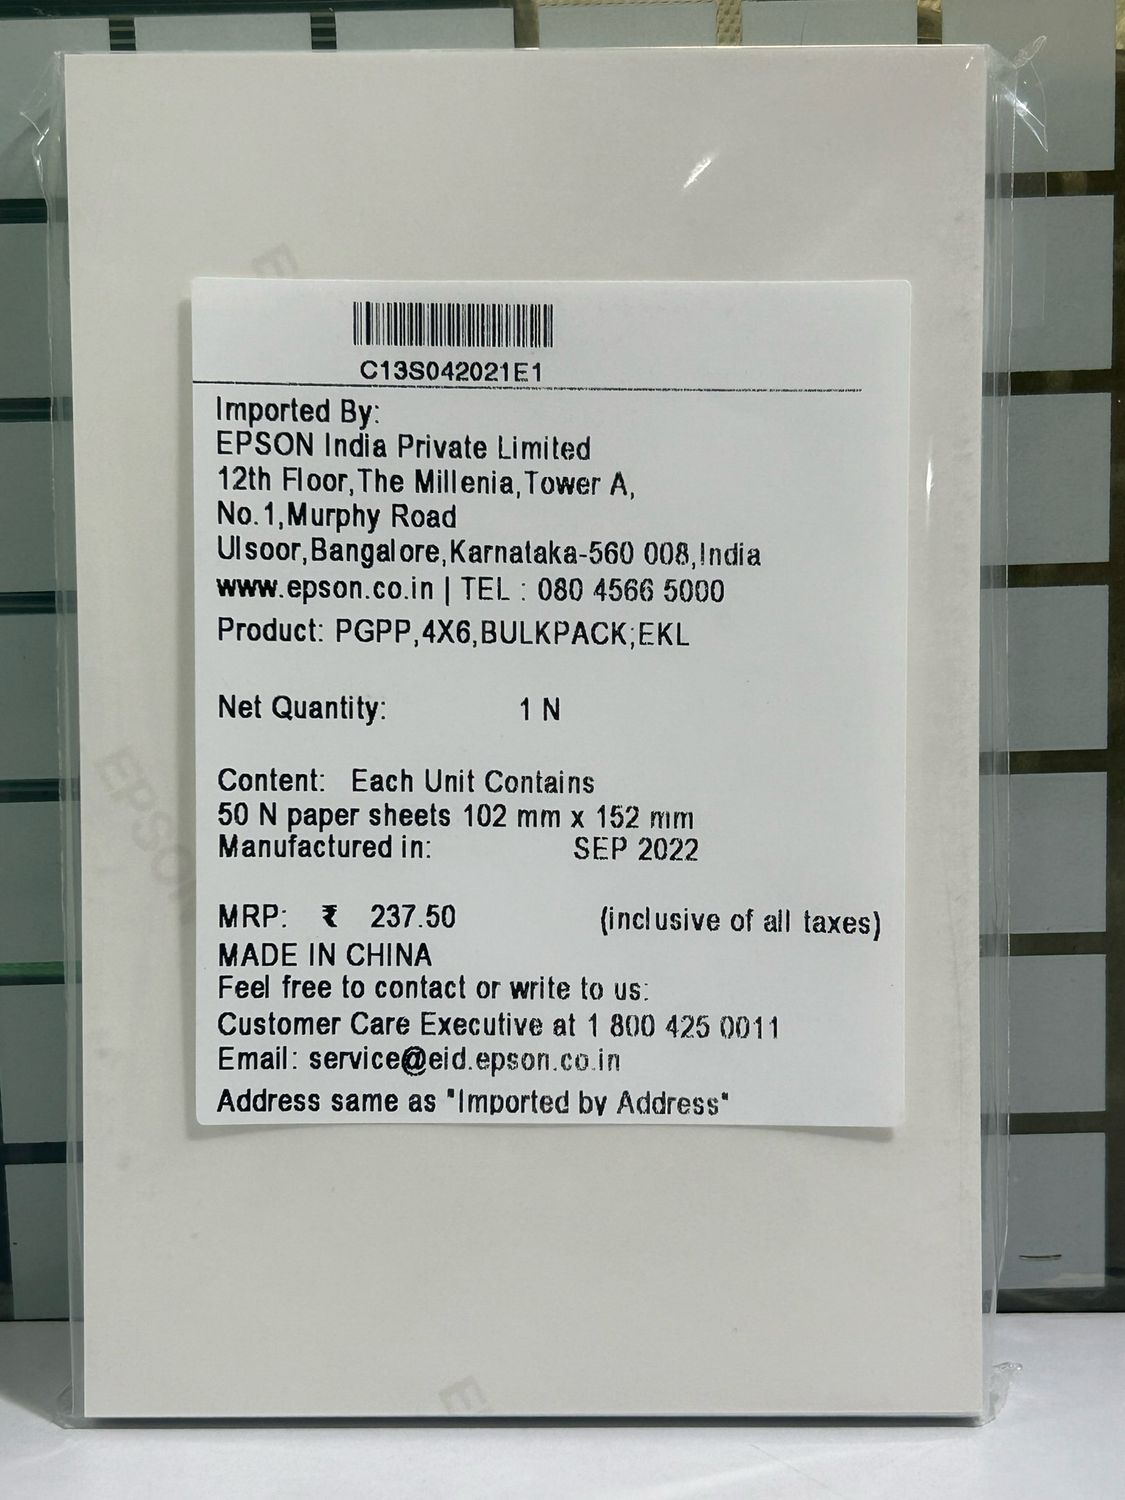 E
C13S042021E1
Imported By:
EPSON India Private Limited
12th Floor,The Millenia,Tower A,
No.1,Murphy Road
Ulsoor,Bangalore,Karnataka-560 008,India
www.epson.co.in | TEL : 080 4566 5000
Product: PGPP,4X6,BULKPACK;EKL
Net Quantity: 1 N
EPSON
Content: Each Unit Contains
50 N paper sheets 102 mm x 152 mm
Manufactured in: SEP 2022
MRP: ₹ 237.50 (inclusive of all taxes)
MADE IN CHINA
Feel free to contact or write to us:
Customer Care Executive at 1 800 425 0011
Email: service@eid.epson.co.in
Address same as "Imported by Address"
E